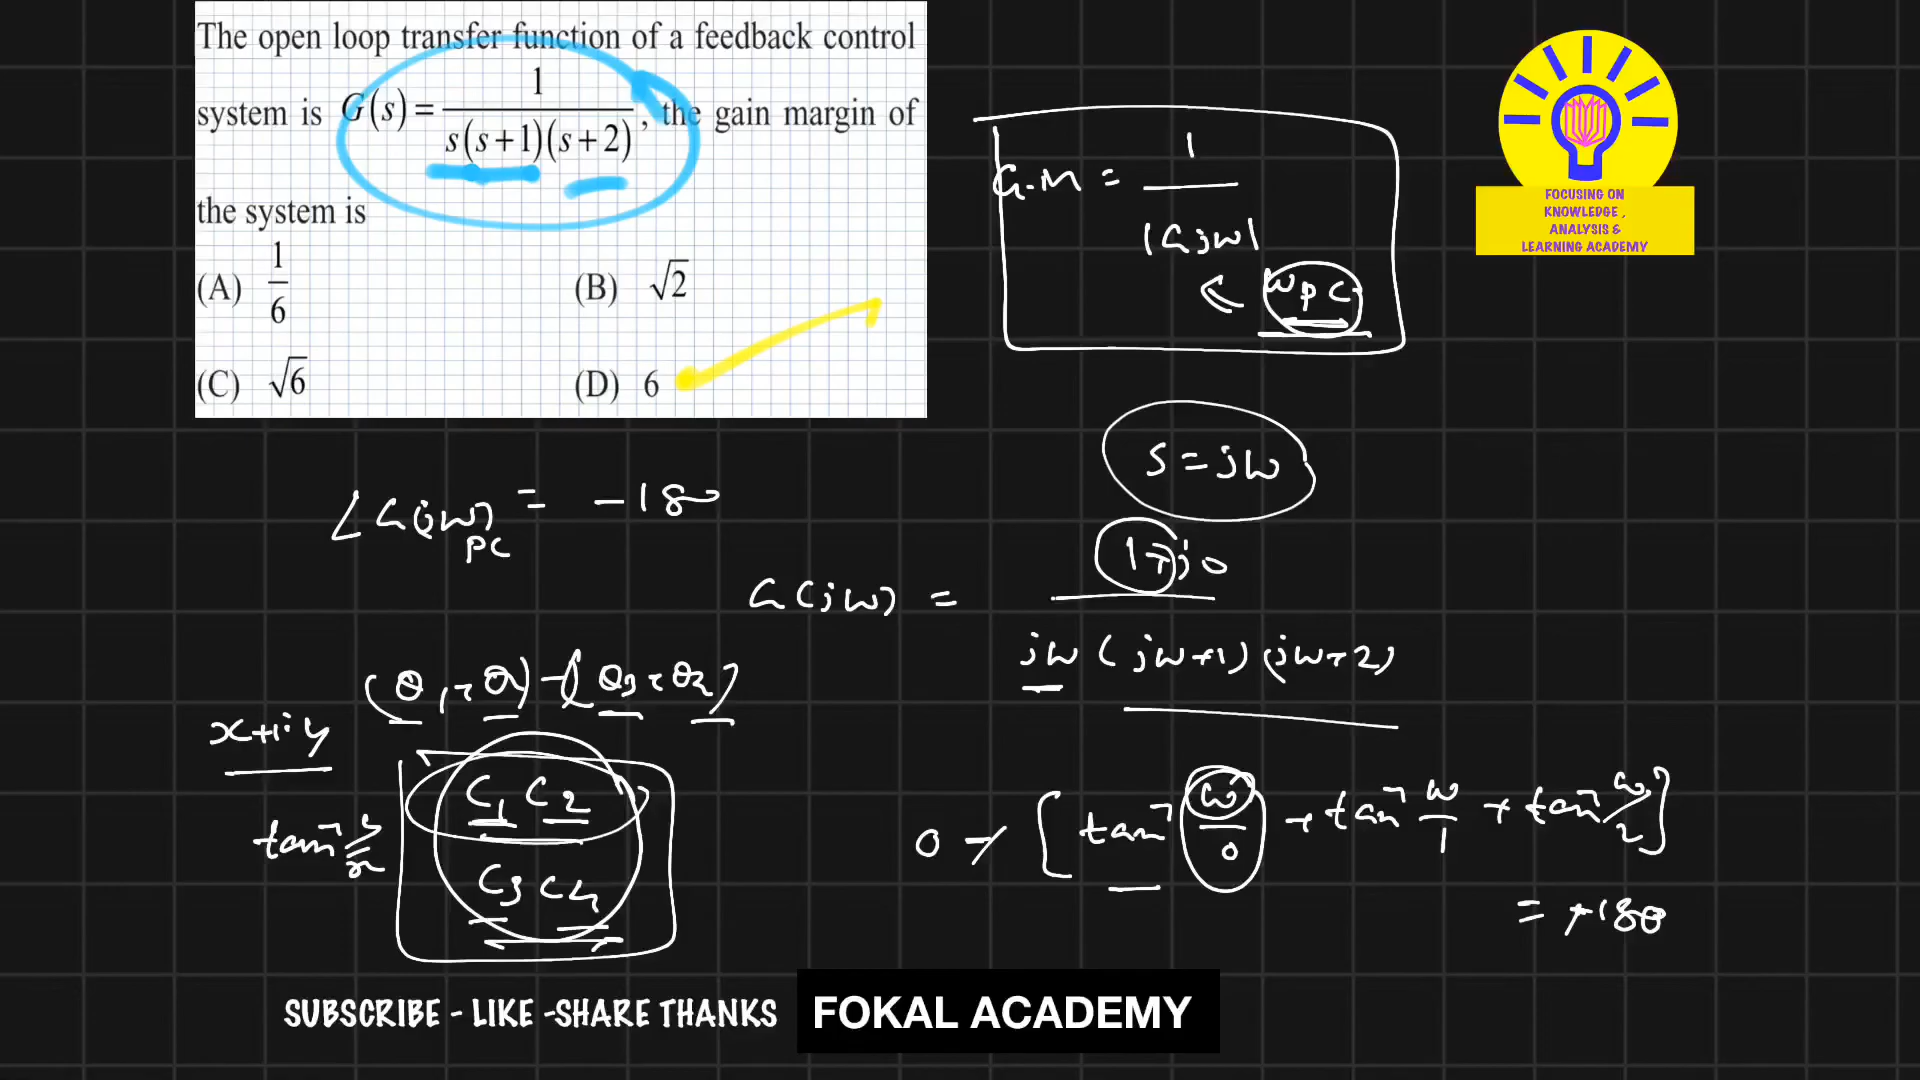 The open loop transfer function of a feedback control
system is G(s) = 1 / s(s+1)(s+2), the gain margin of
the system is
(A) 1/6 (B) √2
(C) √6 (D) 6
G.M = 1 / |Gjω|
ωpc
s = jω
∠G(jω)pc = -180
G(jω) = 1+j0 / jω(jω+1)(jω+2)
(θ1+θ2)-(θ3+θ4)
x+iy
tan⁻¹ y/x
C1 C2
C3 C4
0 - [tan⁻¹ ω/0 + tan⁻¹ ω/1 + tan⁻¹ ω/2]
= -180
FOCUSING ON
KNOWLEDGE ,
ANALYSIS &
LEARNING ACADEMY
SUBSCRIBE - LIKE -SHARE THANKS
FOKAL ACADEMY